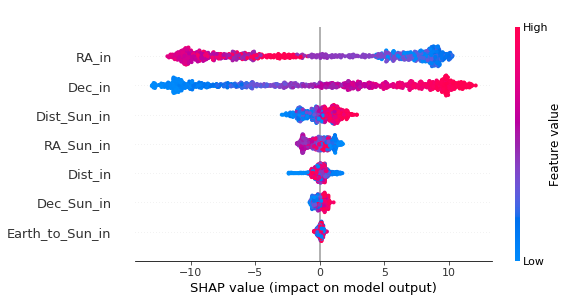 High
RA_in
Dec_in
Dist_Sun_in
RA_Sun_in
Dist_in
Dec_Sun_in
Earth_to_Sun_in
Feature value
Low
−10 −5 0 5 10
SHAP value (impact on model output)